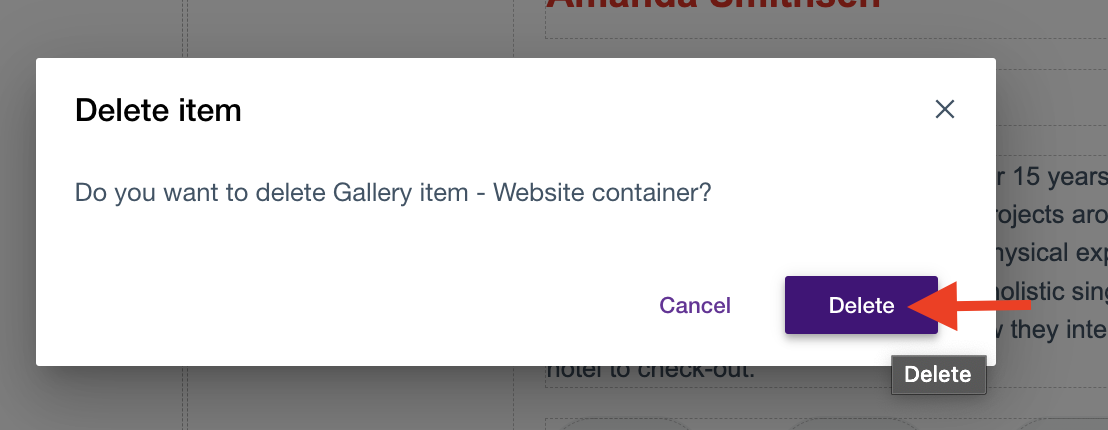 Amanda Smithsen
Delete item
Do you want to delete Gallery item - Website container?
r 15 years
rojects aro
hysical exp
holistic sing
w they inte
Cancel
Delete
hotel to check-out.
Delete